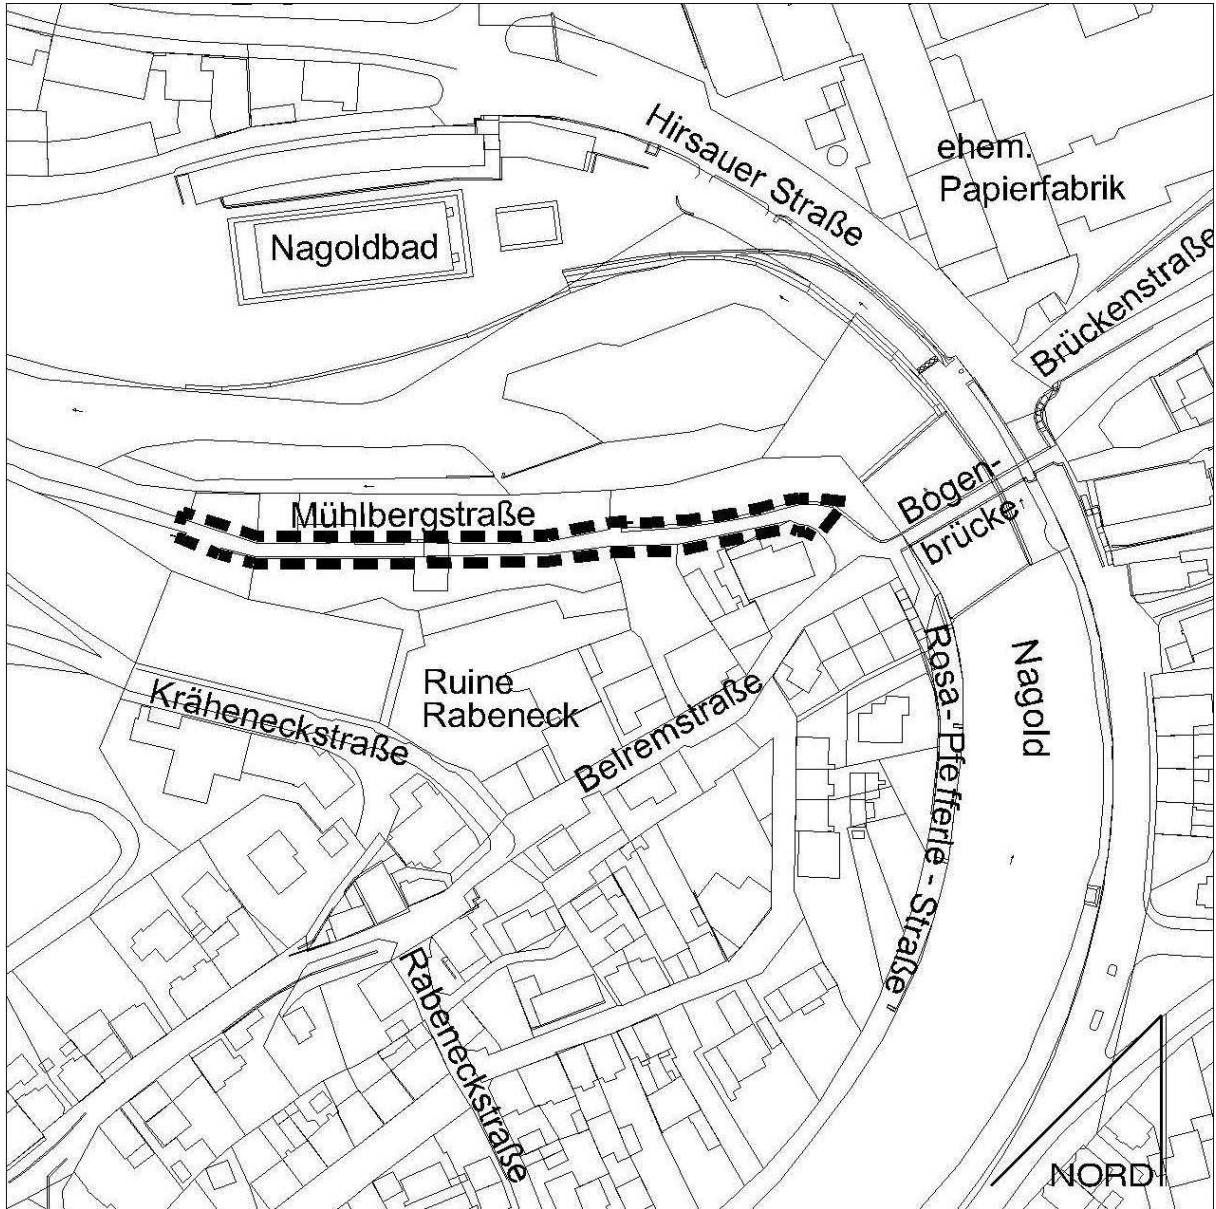 Hirsauer Straße
ehem.
Papierfabrik
Nagoldbad
Brückenstraße
Mühlbergstraße
Bogen-
brücke
Ruine
Rabeneck
Kräheneckstraße
Belremstraße
Rosa-Pfefferle-Straße
Nagold
Rabeneckstraße
NORD